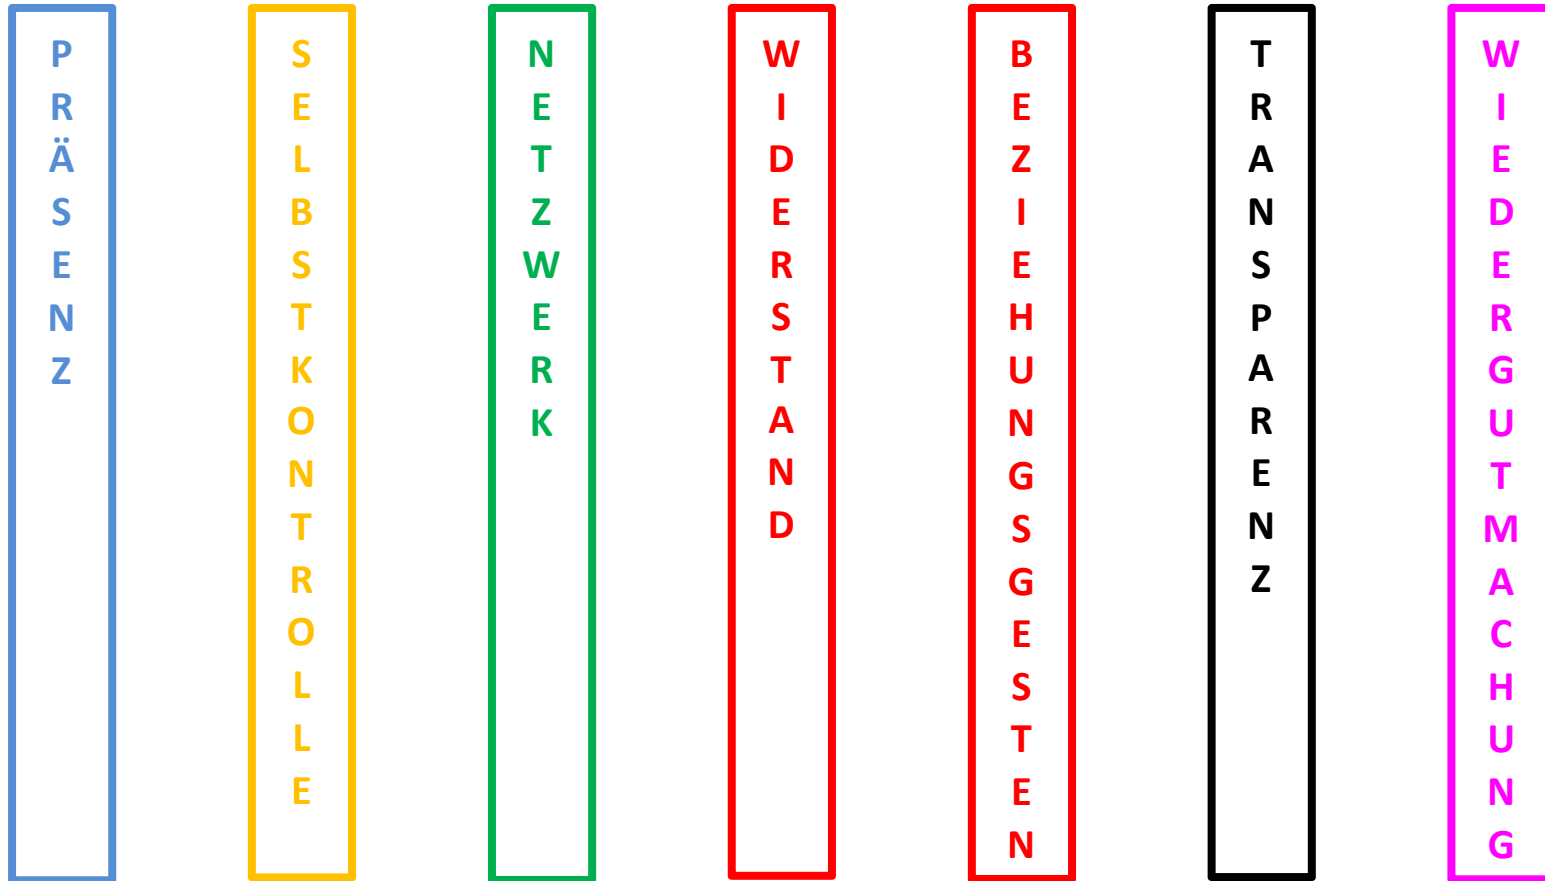 PRÄSENZ
SELBSTKONTROLLE
NETZWERK
WIDERSTAND
BEZIEHUNGSGESTEN
TRANSPARENZ
WIEDERGUTMACHUNG